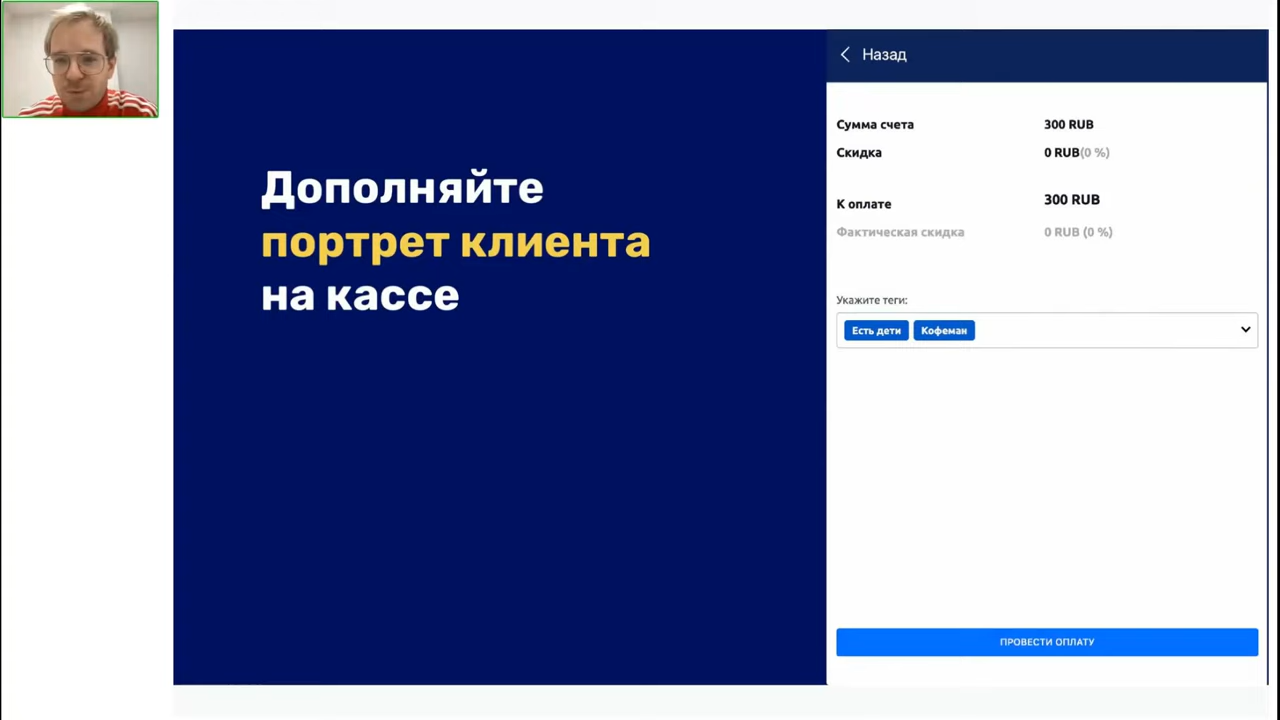 Дополняйте
портрет клиента
на кассе
Назад
Сумма счета 300 RUB
Скидка 0 RUB(0 %)
К оплате 300 RUB
Фактическая скидка 0 RUB (0 %)
Укажите теги:
Есть дети Кофеман
ПРОВЕСТИ ОПЛАТУ